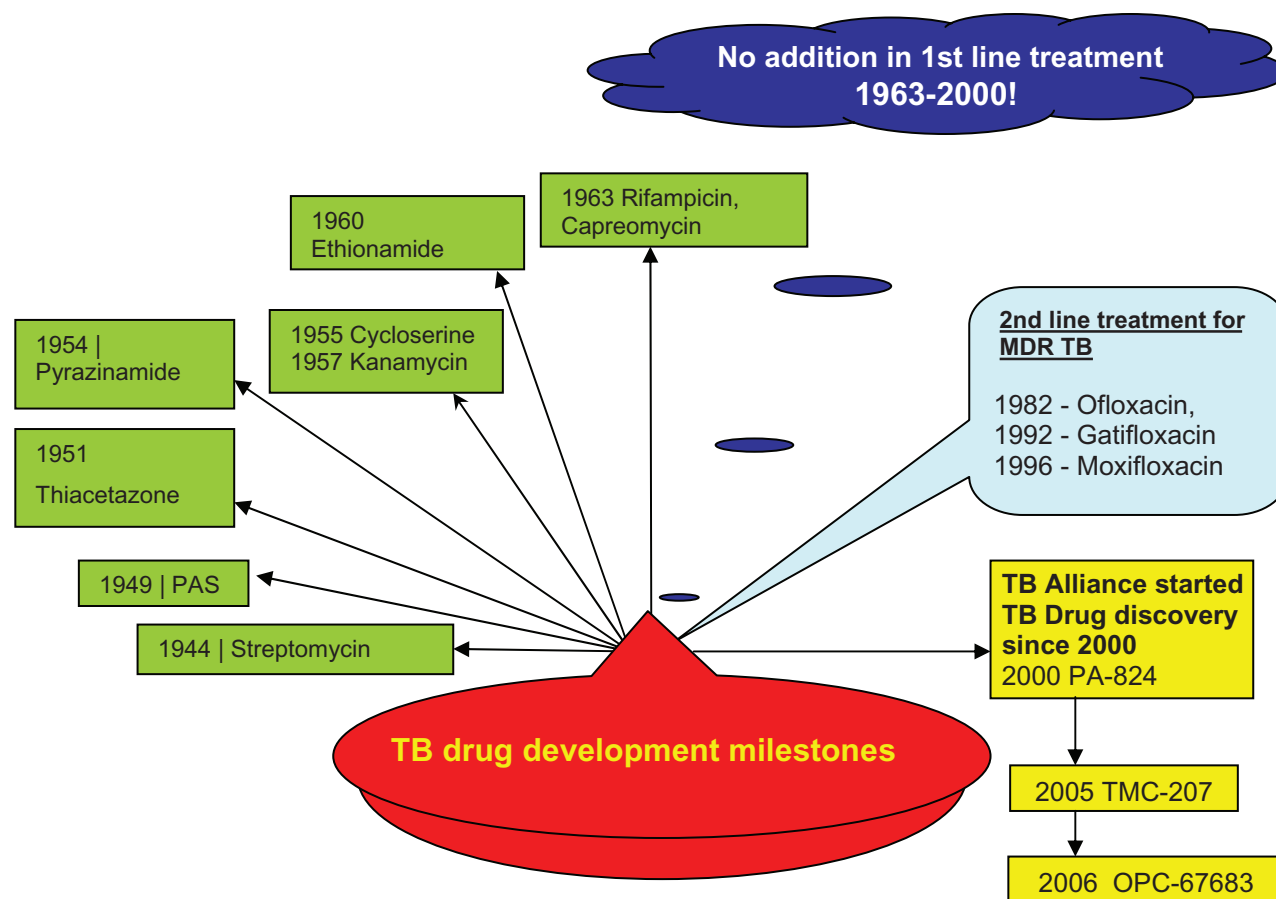 No addition in 1st line treatment
1963-2000!
1963 Rifampicin,
Capreomycin
1960
Ethionamide
1955 Cycloserine
1957 Kanamycin
1954 |
Pyrazinamide
1951
Thiacetazone
1949 | PAS
1944 | Streptomycin
2nd line treatment for
MDR TB
1982 - Ofloxacin,
1992 - Gatifloxacin
1996 - Moxifloxacin
TB Alliance started
TB Drug discovery
since 2000
2000 PA-824
2005 TMC-207
2006 OPC-67683
TB drug development milestones